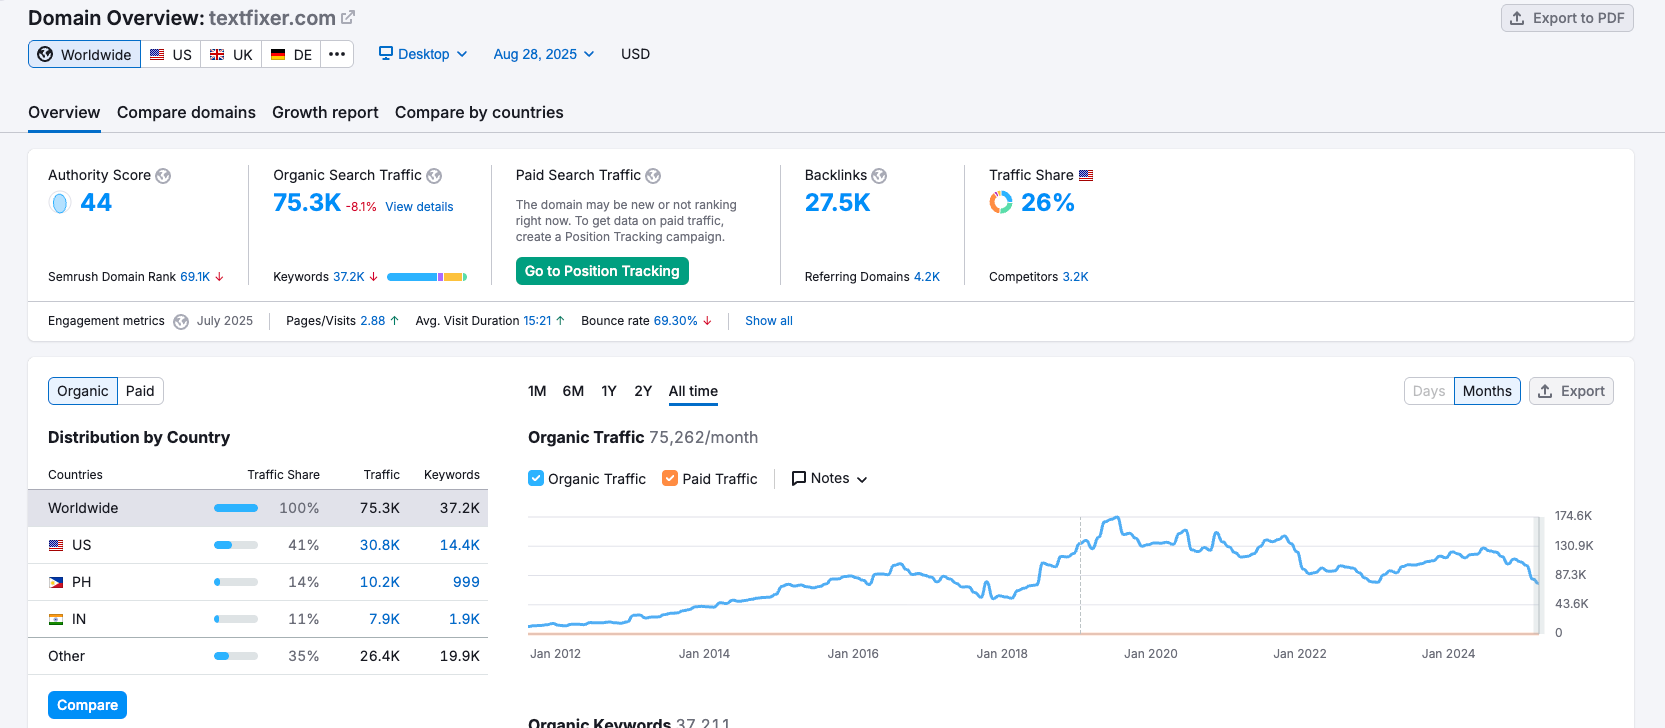 Domain Overview: textfixer.com
Export to PDF
Worldwide US UK DE •••
Desktop
Aug 28, 2025
USD
Overview Compare domains Growth report Compare by countries
Authority Score
44
Semrush Domain Rank 69.1K ↓
Organic Search Traffic
75.3K -8.1% View details
Keywords 37.2K ↓
Paid Search Traffic
The domain may be new or not ranking
right now. To get data on paid traffic,
create a Position Tracking campaign.
Go to Position Tracking
Backlinks
27.5K
Referring Domains 4.2K
Traffic Share
26%
Competitors 3.2K
Engagement metrics July 2025 Pages/Visits 2.88 ↑ Avg. Visit Duration 15:21 ↑ Bounce rate 69.30% ↓ Show all
Organic Paid
Distribution by Country
Countries Traffic Share Traffic Keywords
Worldwide 100% 75.3K 37.2K
US 41% 30.8K 14.4K
PH 14% 10.2K 999
IN 11% 7.9K 1.9K
Other 35% 26.4K 19.9K
Compare
1M 6M 1Y 2Y All time
Days Months
Export
Organic Traffic 75,262/month
Organic Traffic Paid Traffic Notes
174.6K
130.9K
87.3K
43.6K
0
Jan 2012 Jan 2014 Jan 2016 Jan 2018 Jan 2020 Jan 2022 Jan 2024
Organic Keywords 37,211